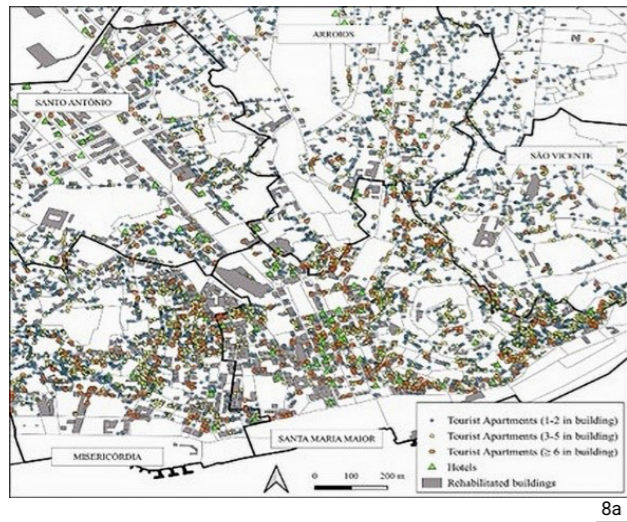 ARROIOS
SANTO ANTÓNIO
SÃO VICENTE
SANTA MARIA MAIOR
MISERICÓRDIA
0 100 200 m
Tourist Apartments (1-2 in building)
Tourist Apartments (3-5 in building)
Tourist Apartments (≥ 6 in building)
Hotels
Rehabilitated buildings
8a